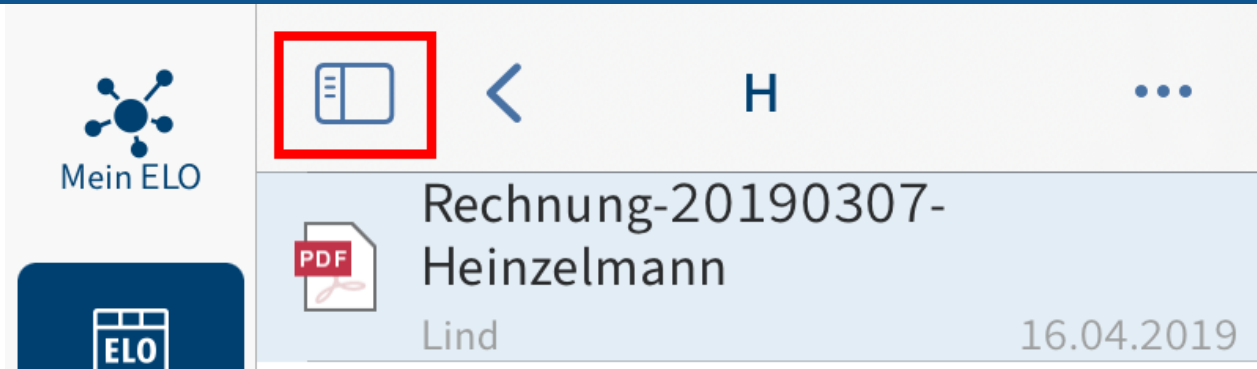 H
Mein ELO
Rechnung-20190307-
Heinzelmann
PDF
Lind 16.04.2019
ELO